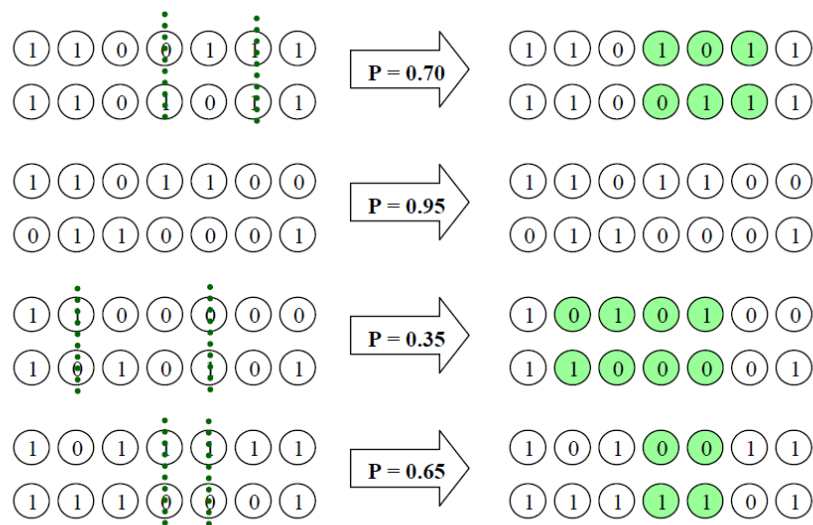 1 1 0 0 1 1 1
1 1 0 1 0 1 1
P = 0.70
1 1 0 1 0 1 1
1 1 0 0 1 1 1
1 1 0 1 1 0 0
0 1 1 0 0 0 1
P = 0.95
1 1 0 1 1 0 0
0 1 1 0 0 0 1
1 1 0 0 0 0 0
1 0 1 0 1 0 1
P = 0.35
1 0 1 0 1 0 0
1 1 0 0 0 0 1
1 0 1 1 1 1 1
1 1 1 0 0 0 1
P = 0.65
1 0 1 0 0 1 1
1 1 1 1 1 0 1